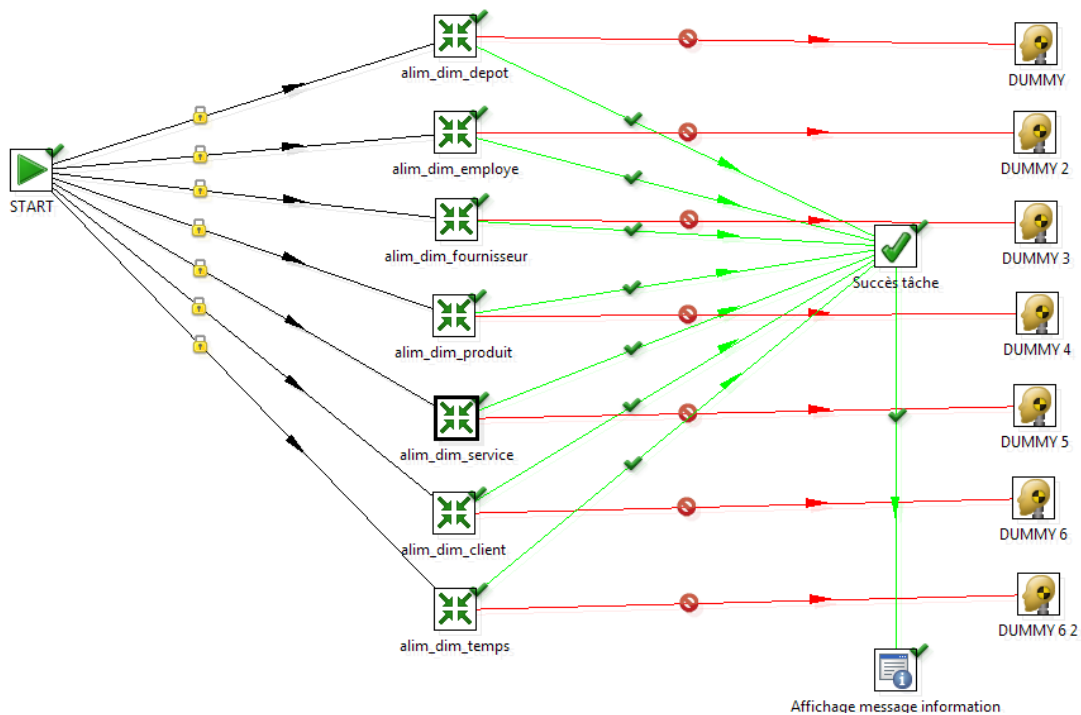 alim_dim_depot
DUMMY
alim_dim_employe
DUMMY 2
START
alim_dim_fournisseur
DUMMY 3
Succès tâche
alim_dim_produit
DUMMY 4
alim_dim_service
DUMMY 5
alim_dim_client
DUMMY 6
alim_dim_temps
DUMMY 6 2
Affichage message information